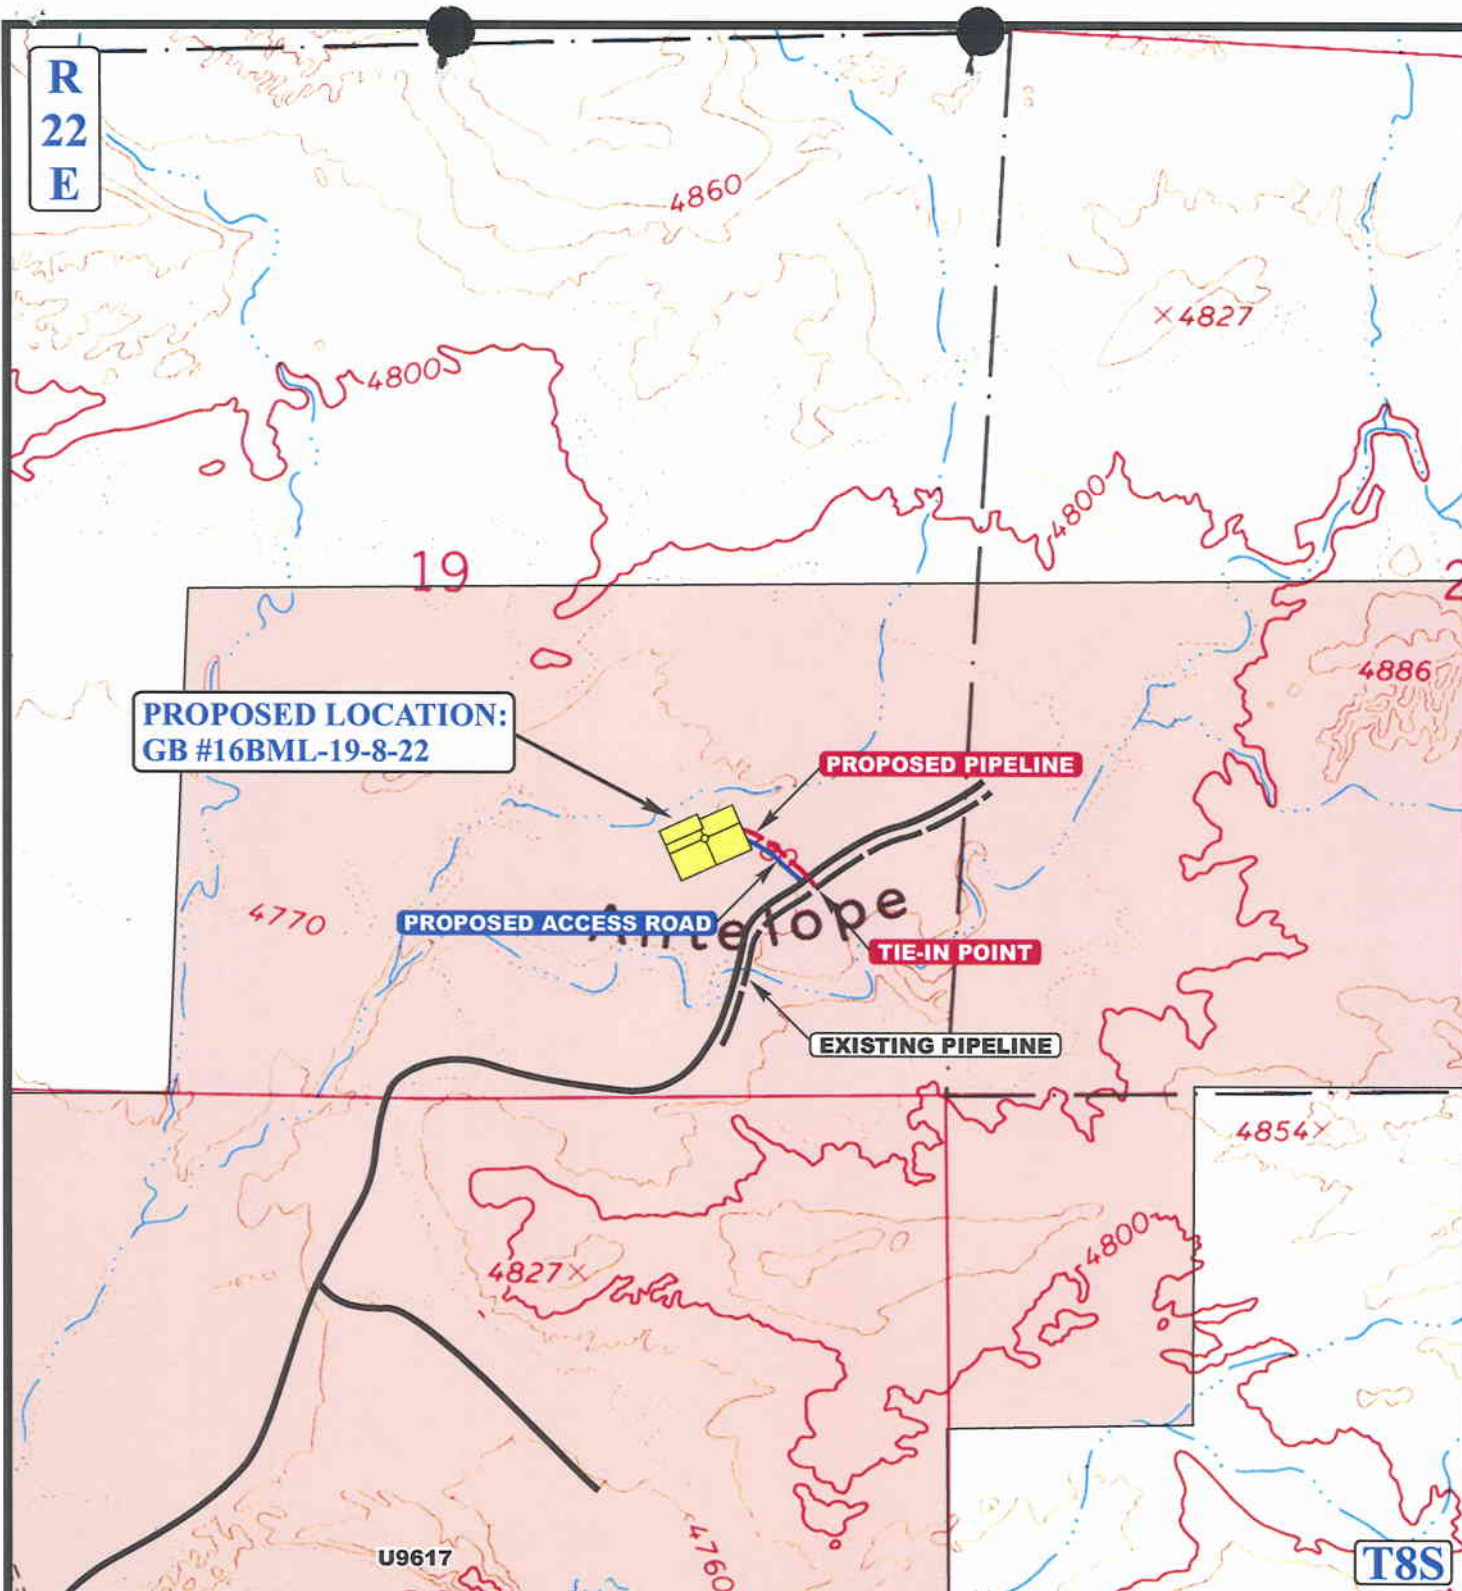 R
22
E
4860
×4827
4800
4800
19
4886
PROPOSED LOCATION:
GB #16BML-19-8-22
PROPOSED PIPELINE
4770
PROPOSED ACCESS ROAD
Antelope
TIE-IN POINT
EXISTING PIPELINE
4854×
4800
4827×
U9617
4760
T8S